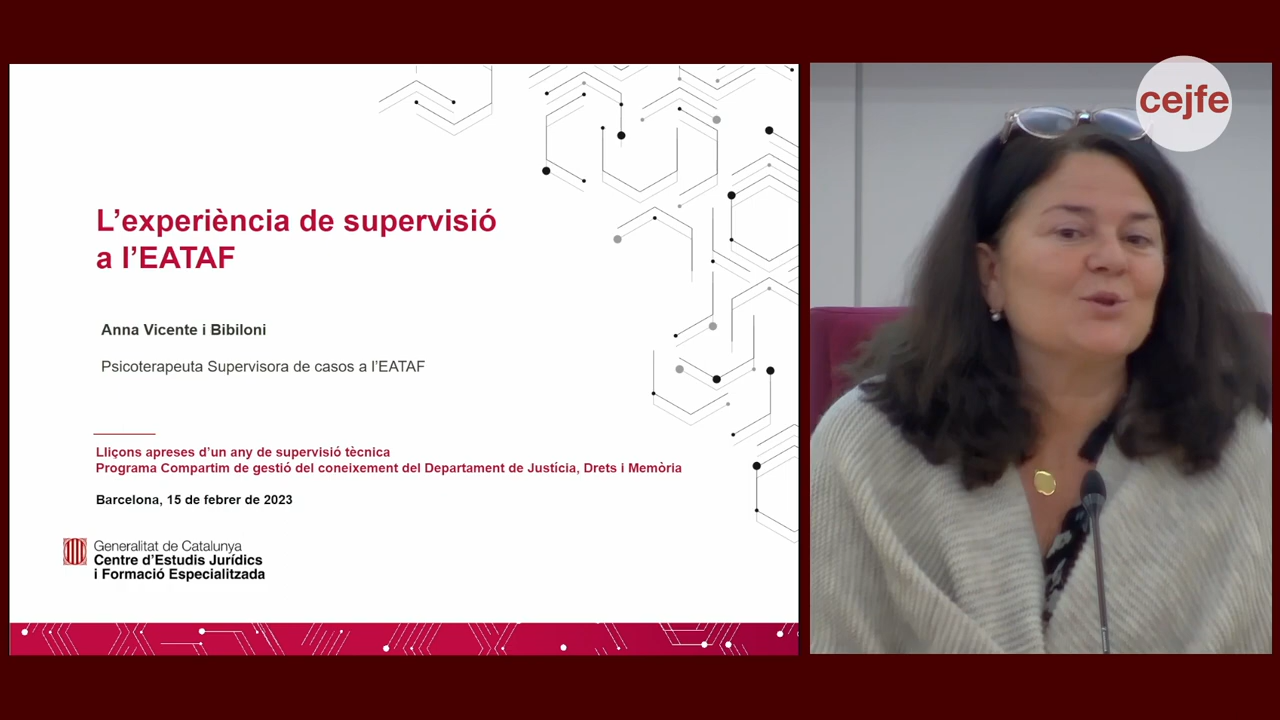 L'experiència de supervisió
a l'EATAF
Anna Vicente i Bibiloni
Psicoterapeuta Supervisora de casos a l'EATAF
Lliçons apreses d'un any de supervisió tècnica
Programa Compartim de gestió del coneixement del Departament de Justícia, Drets i Memòria
Barcelona, 15 de febrer de 2023
Generalitat de Catalunya
Centre d'Estudis Jurídics
i Formació Especialitzada
cejfe